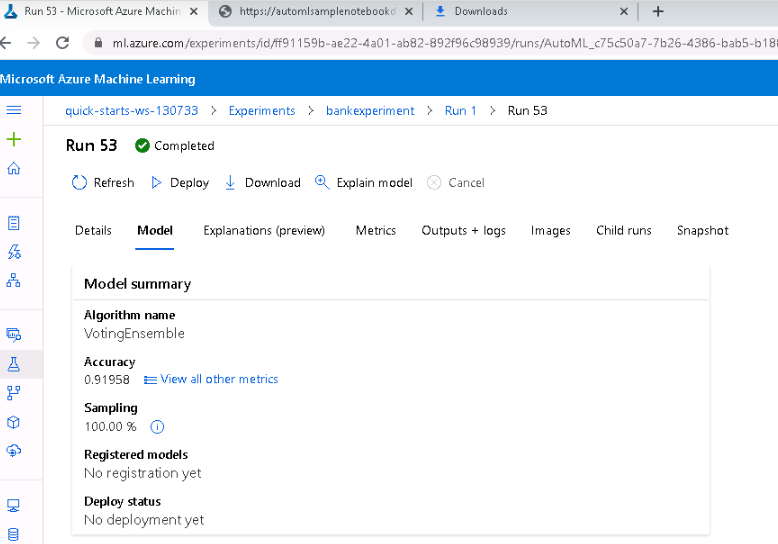 Run 53 - Microsoft Azure Machin
https://automlsamplenotebookd
Downloads
ml.azure.com/experiments/id/ff91159b-ae22-4a01-ab82-892f96c98939/runs/AutoML_c75c50a7-7b26-4386-bab5-b18
Microsoft Azure Machine Learning
quick-starts-ws-130733 > Experiments > bankexperiment > Run 1 > Run 53
Run 53 Completed
Refresh Deploy Download Explain model Cancel
Details Model Explanations (preview) Metrics Outputs + logs Images Child runs Snapshot
Model summary
Algorithm name
VotingEnsemble
Accuracy
0.91958 View all other metrics
Sampling
100.00 %
Registered models
No registration yet
Deploy status
No deployment yet